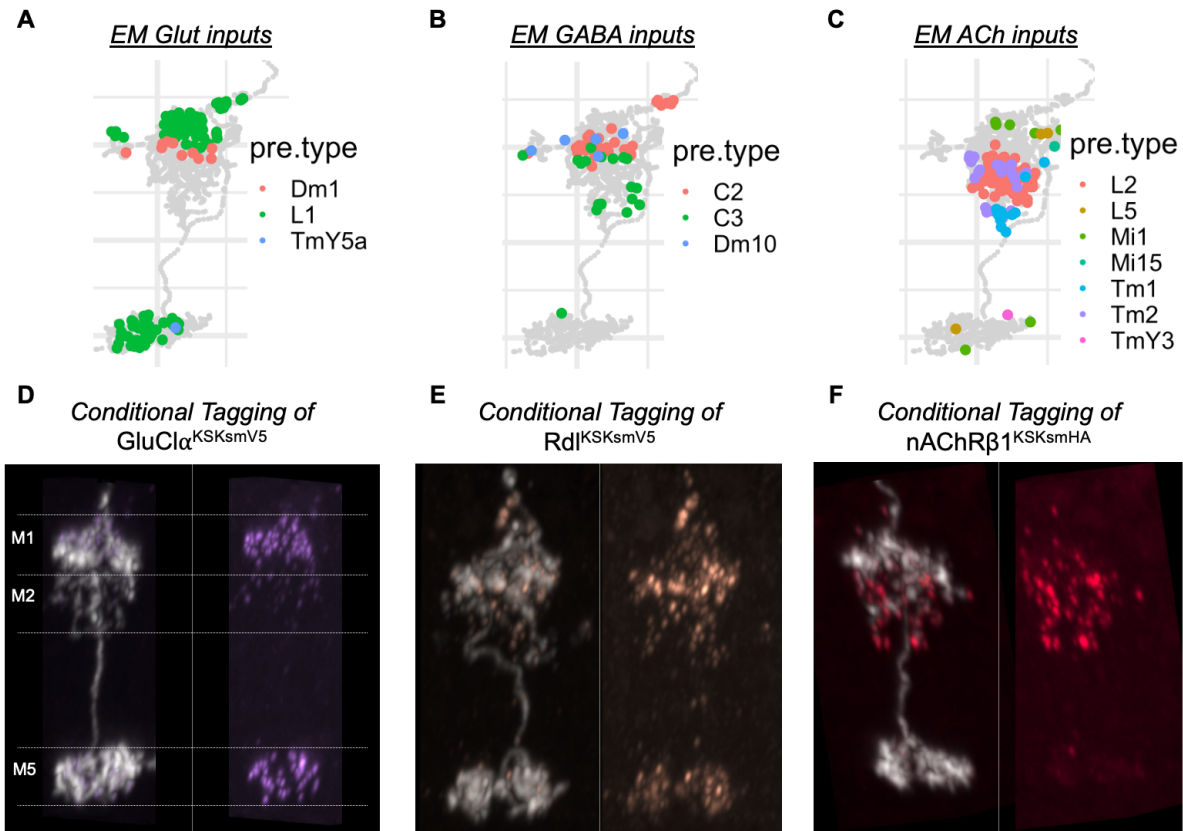 A
EM Glut inputs
pre.type
Dm1
L1
TmY5a
B
EM GABA inputs
pre.type
C2
C3
Dm10
C
EM ACh inputs
pre.type
L2
L5
Mi1
Mi15
Tm1
Tm2
TmY3
D
Conditional Tagging of
GluClα^KSKsmV5
M1
M2
M5
E
Conditional Tagging of
Rdl^KSKsmV5
F
Conditional Tagging of
nAChRβ1^KSKsmHA